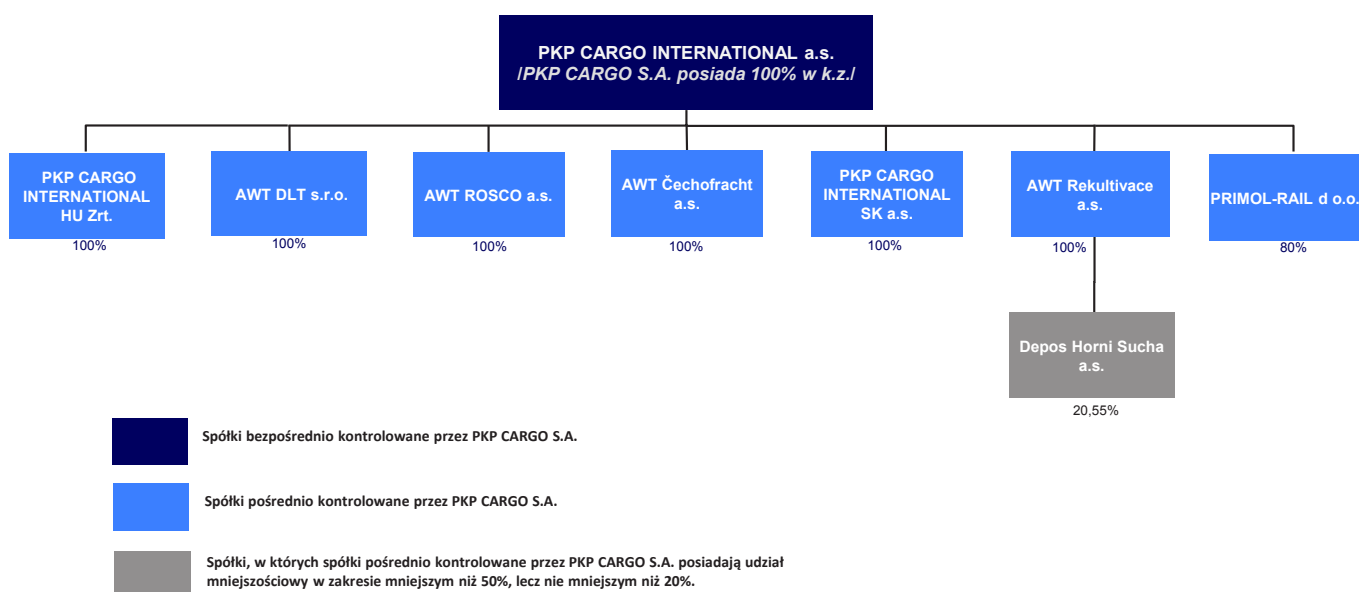 PKP CARGO INTERNATIONAL a.s.
/PKP CARGO S.A. posiada 100% w k.z./
PKP CARGO
INTERNATIONAL
HU Zrt.
100%
AWT DLT s.r.o.
100%
AWT ROSCO a.s.
100%
AWT Čechofracht
a.s.
100%
PKP CARGO
INTERNATIONAL
SK a.s.
100%
AWT Rekultivace
a.s.
100%
PRIMOL-RAIL d o.o.
80%
Depos Horni Sucha
a.s.
20,55%
Spółki bezpośrednio kontrolowane przez PKP CARGO S.A.
Spółki pośrednio kontrolowane przez PKP CARGO S.A.
Spółki, w których spółki pośrednio kontrolowane przez PKP CARGO S.A. posiadają udział
mniejszościowy w zakresie mniejszym niż 50%, lecz nie mniejszym niż 20%.